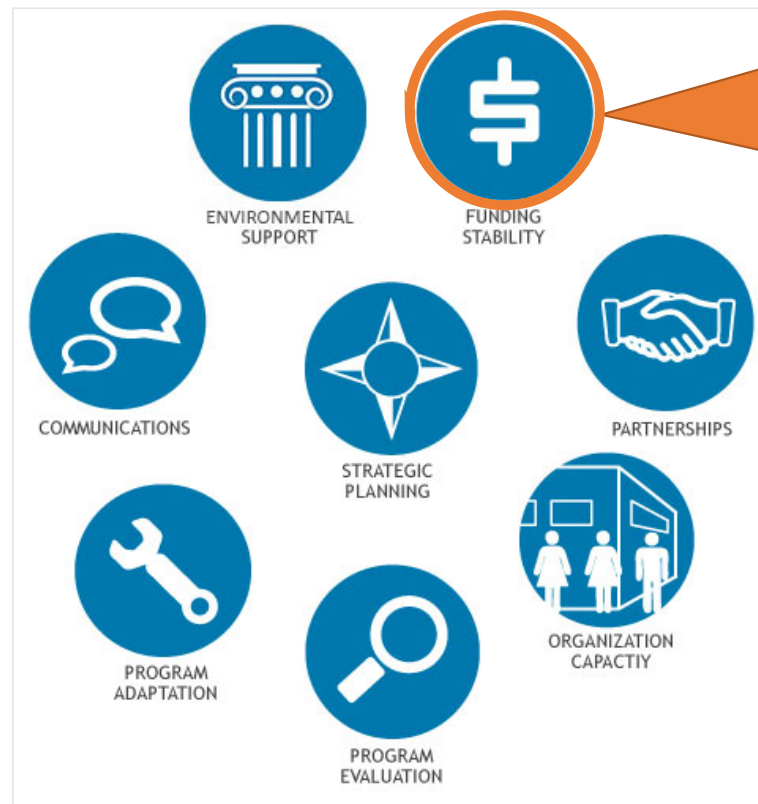 ENVIRONMENTAL
SUPPORT
FUNDING
STABILITY
COMMUNICATIONS
PARTNERSHIPS
STRATEGIC
PLANNING
ORGANIZATION
CAPACTIY
PROGRAM
ADAPTATION
PROGRAM
EVALUATION